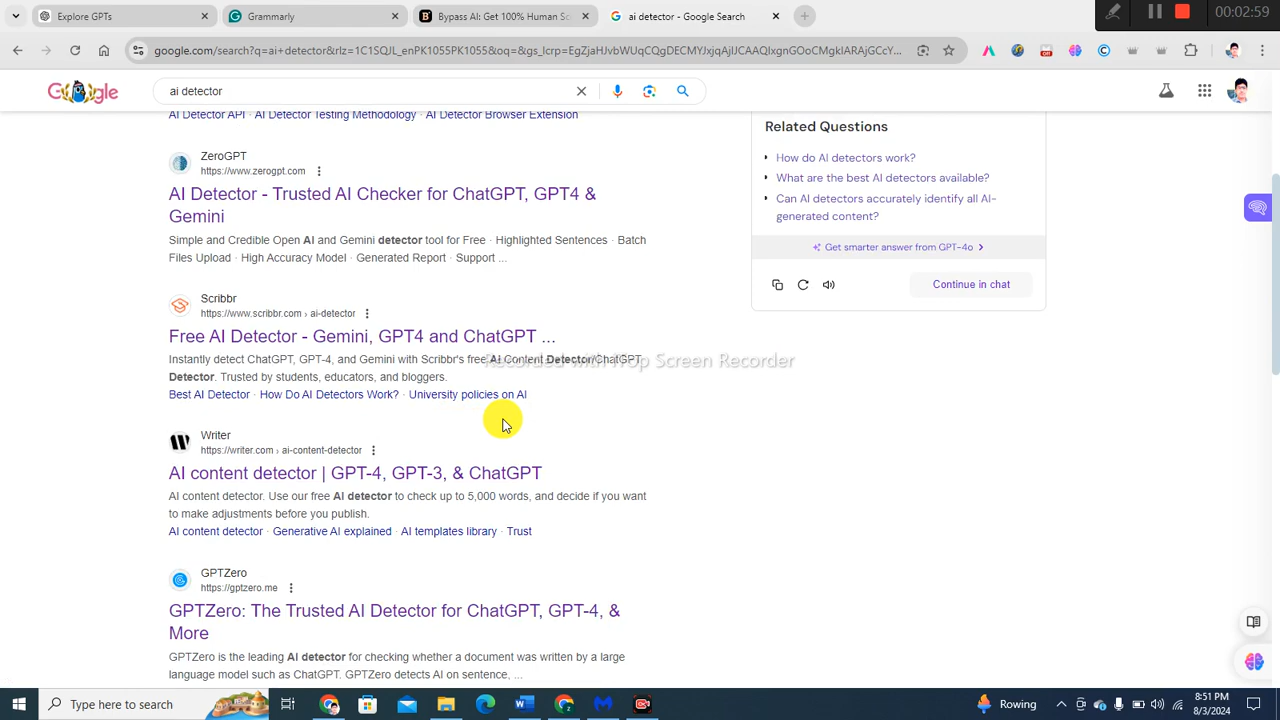 Explore GPTs
Grammarly
Bypass AI: Get 100% Human Sc
ai detector - Google Search
00:02:59
google.com/search?q=ai+detector&rlz=1C1SQJL_enPK1055PK1055&oq=&gs_lcrp=EgZjaHJvbWUqCQgDECMYJxjqAjICAAQIxgnGOoCMgkIARAjGCcY...
Google
ai detector
AI Detector API · AI Detector Testing Methodology · AI Detector Browser Extension
ZeroGPT
https://www.zerogpt.com
AI Detector - Trusted AI Checker for ChatGPT, GPT4 &
Gemini
Simple and Credible Open AI and Gemini detector tool for Free · Highlighted Sentences · Batch
Files Upload · High Accuracy Model · Generated Report · Support ...
Scribbr
https://www.scribbr.com › ai-detector
Free AI Detector - Gemini, GPT4 and ChatGPT ...
Instantly detect ChatGPT, GPT-4, and Gemini with Scribbr's free AI Content Detector/ChatGPT
Detector. Trusted by students, educators, and bloggers.
Best AI Detector · How Do AI Detectors Work? · University policies on AI
Writer
https://writer.com › ai-content-detector
AI content detector | GPT-4, GPT-3, & ChatGPT
AI content detector. Use our free AI detector to check up to 5,000 words, and decide if you want
to make adjustments before you publish.
AI content detector · Generative AI explained · AI templates library · Trust
GPTZero
https://gptzero.me
GPTZero: The Trusted AI Detector for ChatGPT, GPT-4, &
More
GPTZero is the leading AI detector for checking whether a document was written by a large
language model such as ChatGPT. GPTZero detects AI on sentence, ...
Related Questions
How do AI detectors work?
What are the best AI detectors available?
Can AI detectors accurately identify all AI-
generated content?
Get smarter answer from GPT-4o
Continue in chat
Recorded with iTop Screen Recorder
Type here to search
Rowing
8:51 PM
8/3/2024